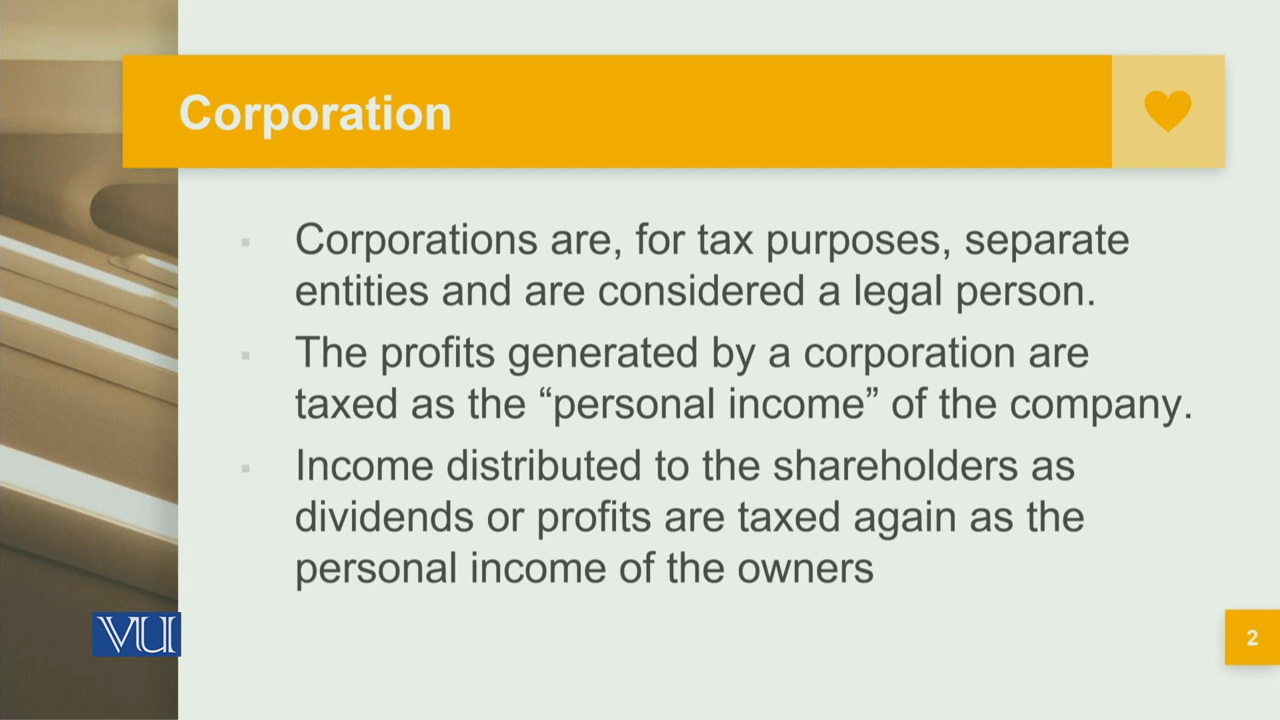 Corporation
Corporations are, for tax purposes, separate
entities and are considered a legal person.
The profits generated by a corporation are
taxed as the “personal income” of the company.
Income distributed to the shareholders as
dividends or profits are taxed again as the
personal income of the owners
VU
2